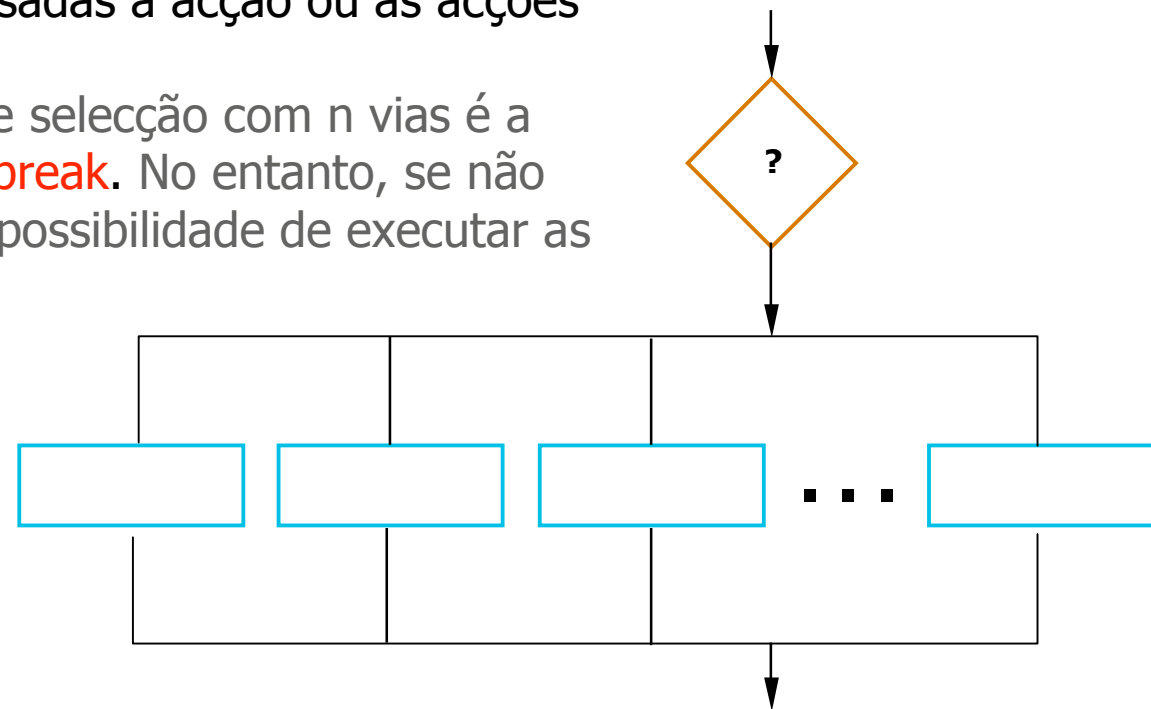 sadas a acção ou as acções
e selecção com n vias é a
break. No entanto, se não
possibilidade de executar as
?
. . .